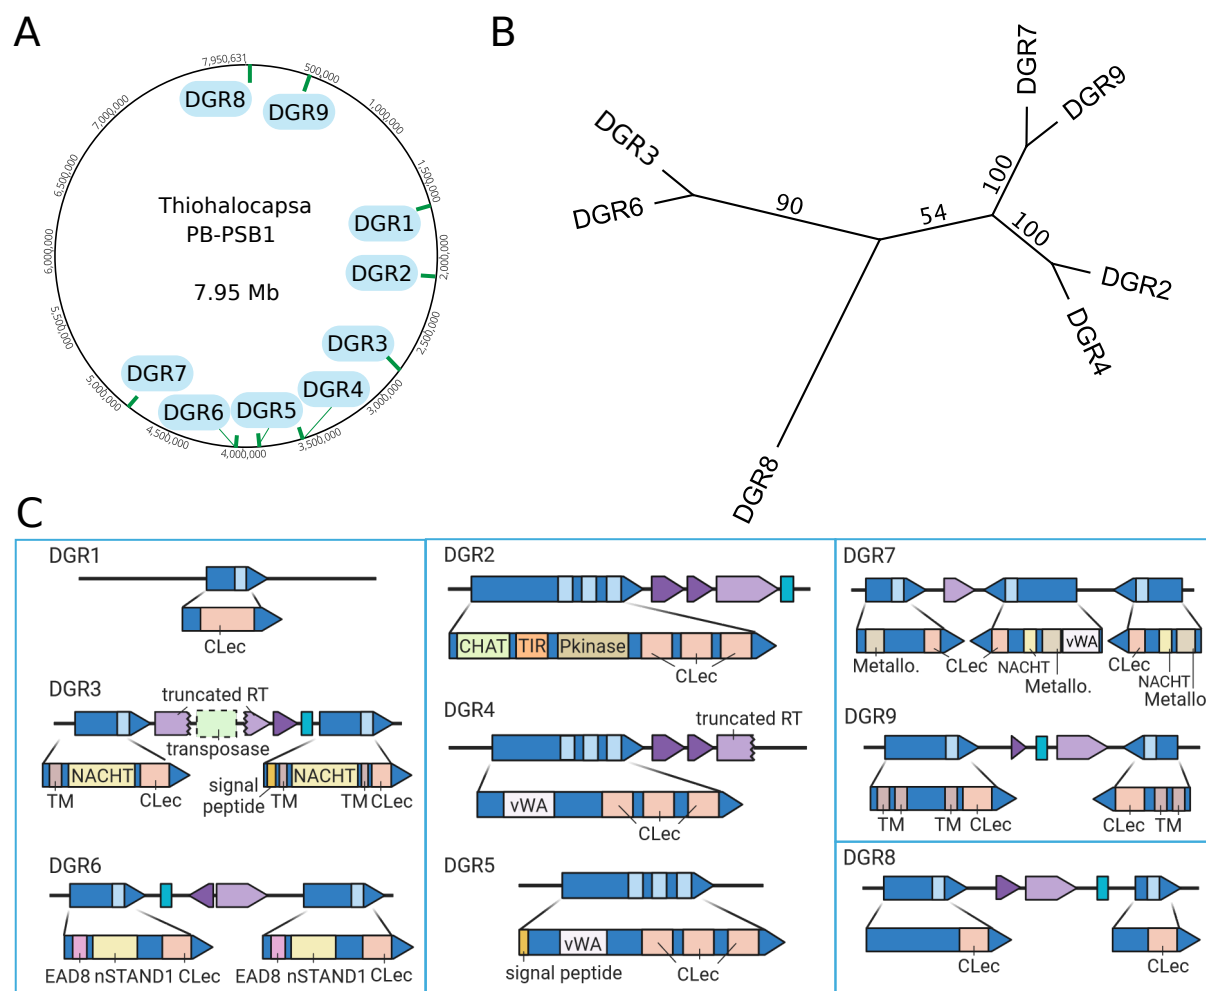 A
7,950,631
500,000
1,000,000
1,500,000
2,000,000
2,500,000
3,000,000
3,500,000
4,000,000
4,500,000
5,000,000
5,500,000
6,000,000
6,500,000
7,000,000
DGR8
DGR9
DGR1
DGR2
DGR3
DGR4
DGR5
DGR6
DGR7
Thiohalocapsa
PB-PSB1
7.95 Mb
B
DGR7
DGR9
DGR3
DGR6
100
90
54
100
DGR2
DGR4
DGR8
C
DGR1
CLec
DGR3
truncated RT
transposase
NACHT
NACHT
TM
CLec
signal
peptide
TM
TM
CLec
DGR6
EAD8 nSTAND1 CLec
EAD8 nSTAND1 CLec
DGR2
CHAT
TIR
Pkinase
CLec
DGR4
truncated RT
vWA
CLec
DGR5
vWA
signal peptide
CLec
DGR7
vWA
Metallo.
CLec
NACHT
Metallo.
CLec
NACHT
Metallo
DGR9
TM
TM
CLec
CLec
TM
DGR8
CLec
CLec